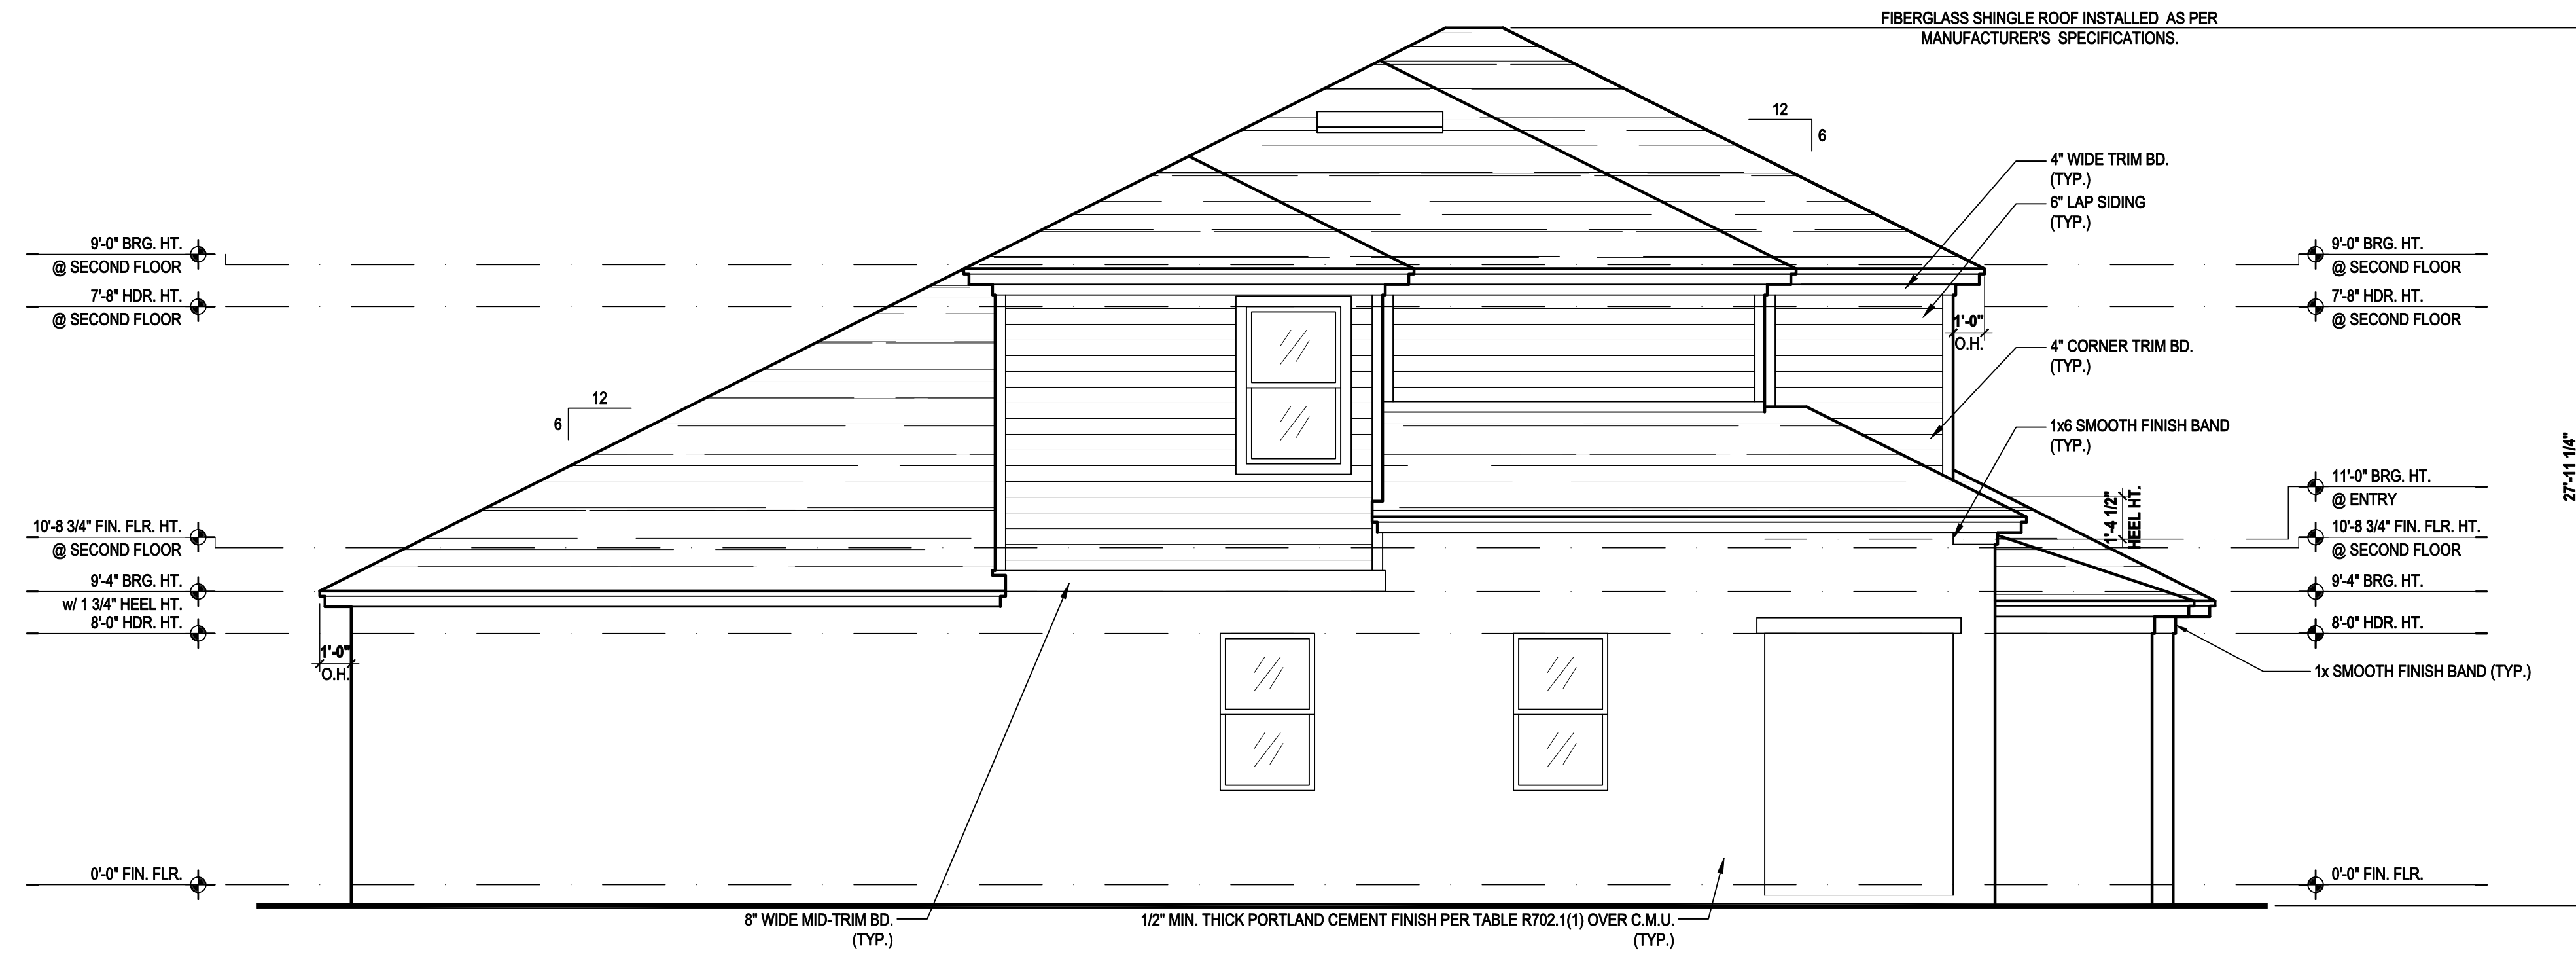 FIBERGLASS SHINGLE ROOF INSTALLED AS PER
MANUFACTURER'S SPECIFICATIONS.
12
6
4" WIDE TRIM BD.
(TYP.)
6" LAP SIDING
(TYP.)
9'-0" BRG. HT.
@ SECOND FLOOR
7'-8" HDR. HT.
@ SECOND FLOOR
9'-0" BRG. HT.
@ SECOND FLOOR
7'-8" HDR. HT.
@ SECOND FLOOR
1'-0"
O.H.
4" CORNER TRIM BD.
(TYP.)
12
6
1x6 SMOOTH FINISH BAND
(TYP.)
27'-11 1/4"
11'-0" BRG. HT.
@ ENTRY
1'-4 1/2"
HEEL HT.
10'-8 3/4" FIN. FLR. HT.
@ SECOND FLOOR
10'-8 3/4" FIN. FLR. HT.
@ SECOND FLOOR
9'-4" BRG. HT.
w/ 1 3/4" HEEL HT.
8'-0" HDR. HT.
9'-4" BRG. HT.
8'-0" HDR. HT.
1'-0"
O.H.
1x SMOOTH FINISH BAND (TYP.)
0'-0" FIN. FLR.
0'-0" FIN. FLR.
8" WIDE MID-TRIM BD.
(TYP.)
1/2" MIN. THICK PORTLAND CEMENT FINISH PER TABLE R702.1(1) OVER C.M.U.
(TYP.)